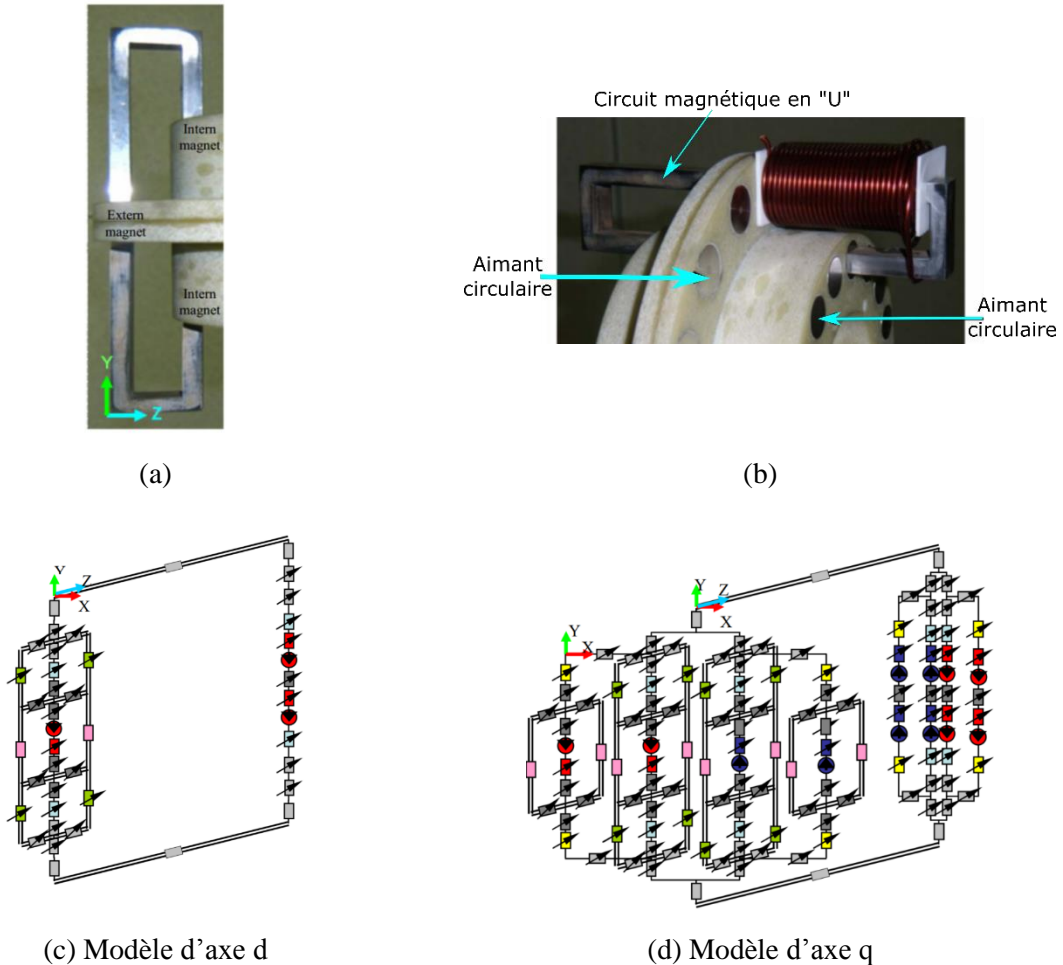 Intern
magnet
Extern
magnet
Intern
magnet
Y
Z
Circuit magnétique en "U"
Aimant
circulaire
Aimant
circulaire
(a)
(b)
Y
Z
X
Y
X
Y
Z
X
(c) Modèle d'axe d
(d) Modèle d'axe q